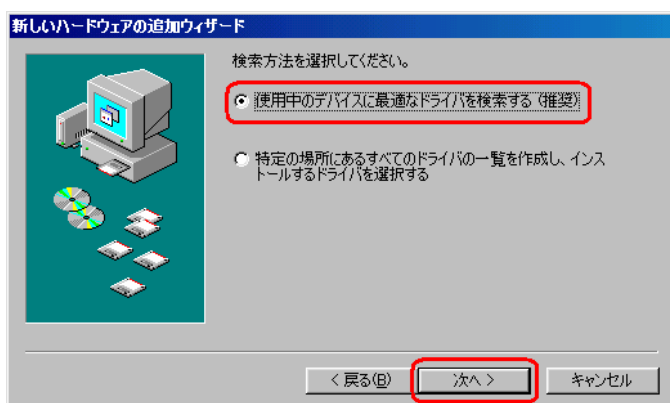 新しいハードウェアの追加ウィザード
検索方法を選択してください。
使用中のデバイスに最適なドライバを検索する (推奨)
特定の場所にあるすべてのドライバの一覧を作成し、インス
トールするドライバを選択する
< 戻る(B)
次へ >
キャンセル